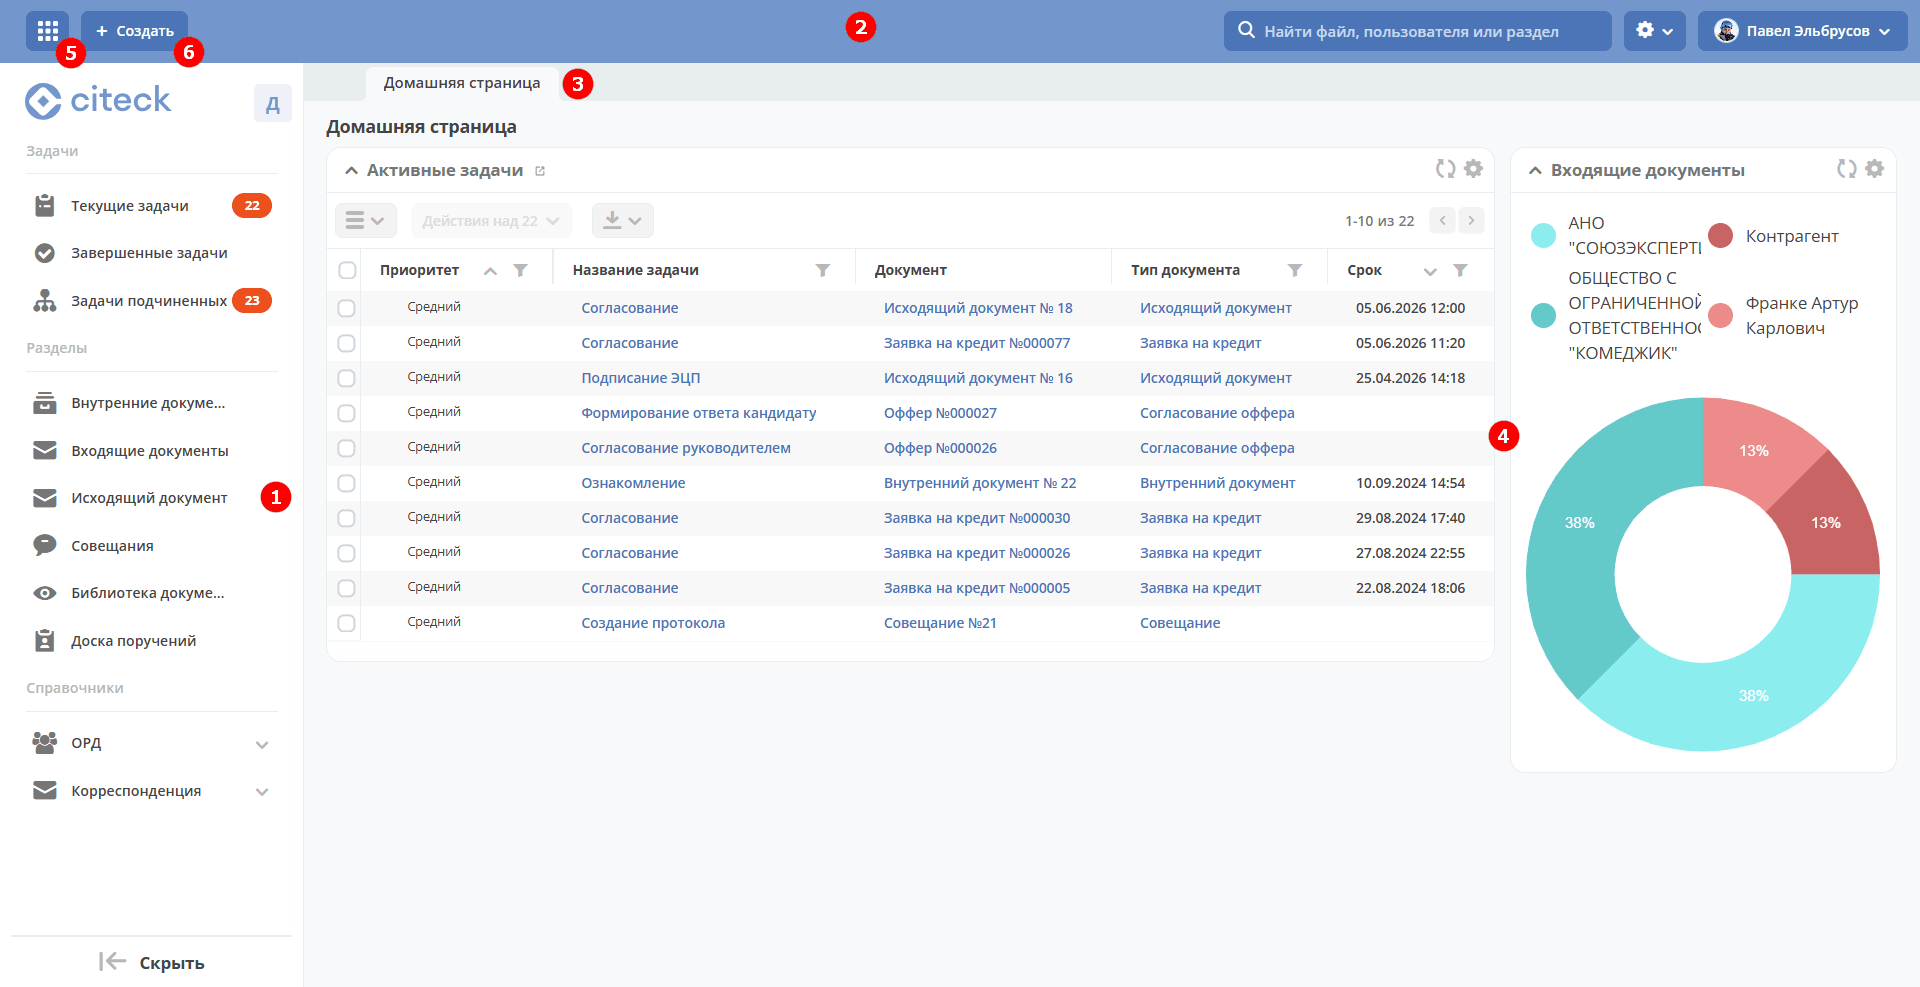 + Создать
5
6
2
Найти файл, пользователя или раздел
Павел Эльбрусов
citeck
Д
Задачи
Текущие задачи 22
Завершенные задачи
Задачи подчиненных 23
Разделы
Внутренние докуме...
Входящие документы
Исходящий документ
1
Совещания
Библиотека докуме...
Доска поручений
Справочники
ОРД
Корреспонденция
Скрыть
Домашняя страница
3
Домашняя страница
Активные задачи
Действия над 22
1-10 из 22
Приоритет Название задачи Документ Тип документа Срок
Средний Согласование Исходящий документ № 18 Исходящий документ 05.06.2026 12:00
Средний Согласование Заявка на кредит №000077 Заявка на кредит 05.06.2026 11:20
Средний Подписание ЭЦП Исходящий документ № 16 Исходящий документ 25.04.2026 14:18
Средний Формирование ответа кандидату Оффер №000027 Согласование оффера
Средний Согласование руководителем Оффер №000026 Согласование оффера
Средний Ознакомление Внутренний документ № 22 Внутренний документ 10.09.2024 14:54
Средний Согласование Заявка на кредит №000030 Заявка на кредит 29.08.2024 17:40
Средний Согласование Заявка на кредит №000026 Заявка на кредит 27.08.2024 22:55
Средний Согласование Заявка на кредит №000005 Заявка на кредит 22.08.2024 18:06
Средний Создание протокола Совещание №21 Совещание
4
Входящие документы
АНО
"СОЮЗЭКСПЕРТИ
Контрагент
ОБЩЕСТВО С
ОГРАНИЧЕННОЙ
ОТВЕТСТВЕННОС
"КОМЕДЖИК"
Франке Артур
Карлович
13%
13%
38%
38%